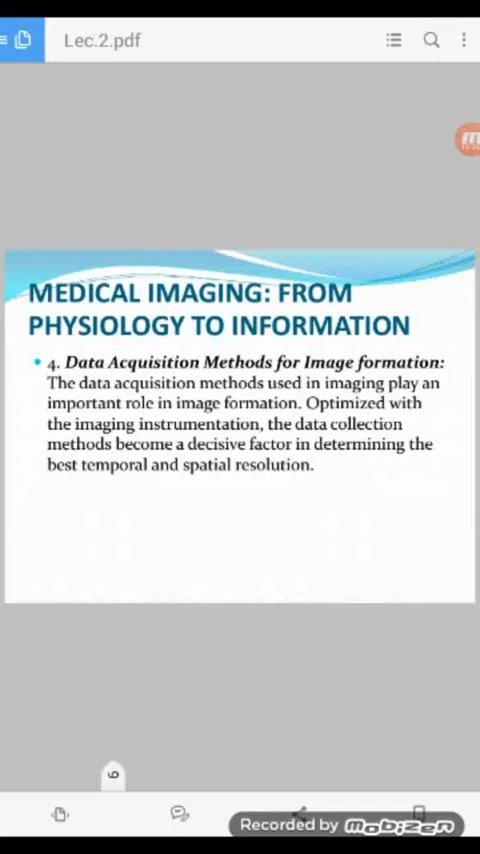 Lec.2.pdf
MEDICAL IMAGING: FROM
PHYSIOLOGY TO INFORMATION
• 4. Data Acquisition Methods for Image formation:
The data acquisition methods used in imaging play an
important role in image formation. Optimized with
the imaging instrumentation, the data collection
methods become a decisive factor in determining the
best temporal and spatial resolution.
Recorded by mobizen